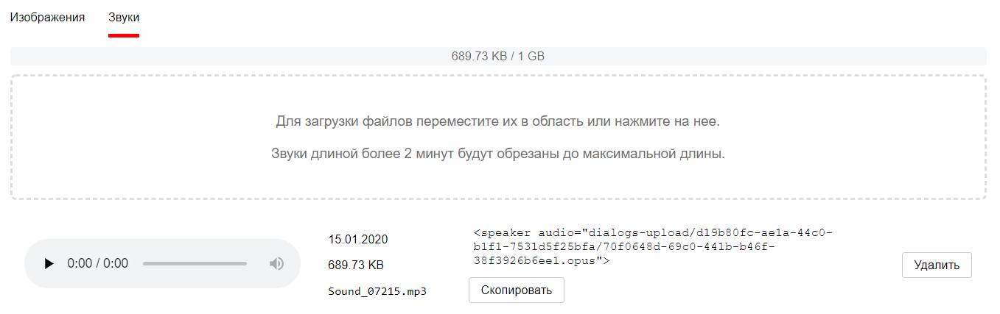 Изображения Звуки
689.73 KB / 1 GB
Для загрузки файлов переместите их в область или нажмите на нее.
Звуки длиной более 2 минут будут обрезаны до максимальной длины.
0:00 / 0:00
15.01.2020
689.73 KB
Sound_07215.mp3
<speaker audio="dialogs-upload/d19b80fc-ae1a-44c0-
b1f1-7531d5f25bfa/70f0648d-69c0-441b-b46f-
38f3926b6ee1.opus">
Скопировать
Удалить